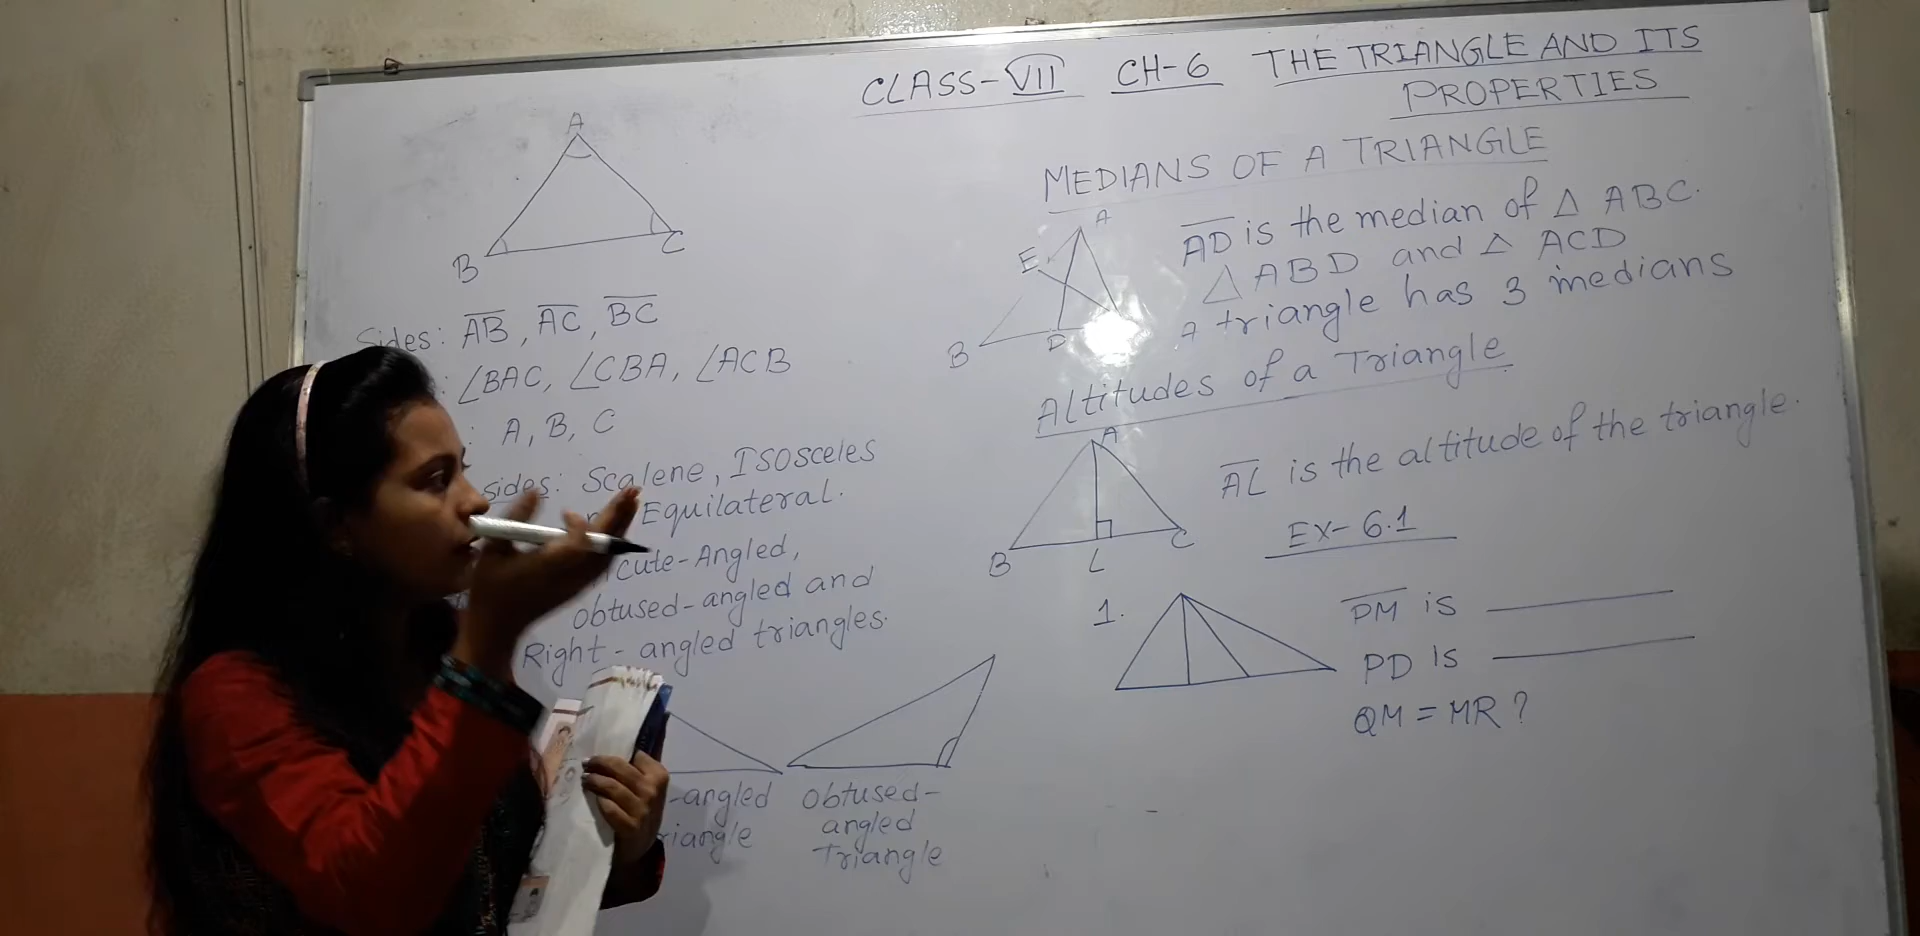 CLASS-VII CH-6 THE TRIANGLE AND ITS
PROPERTIES
A
B
C
Sides: AB, AC, BC
: ∠BAC, ∠CBA, ∠ACB
: A, B, C
sides: Scalene, Isosceles
Equilateral.
cute-Angled,
obtused-angled and
Right-angled triangles.
-angled
riangle
obtused-
angled
Triangle
MEDIANS OF A TRIANGLE
A
E
B
D
AD is the median of △ ABC.
△ ABD and △ ACD
A triangle has 3 medians
Altitudes of a Triangle
A
B
L
C
AL is the altitude of the triangle.
EX-6.1
1.
PM is
PD is
QM = MR ?